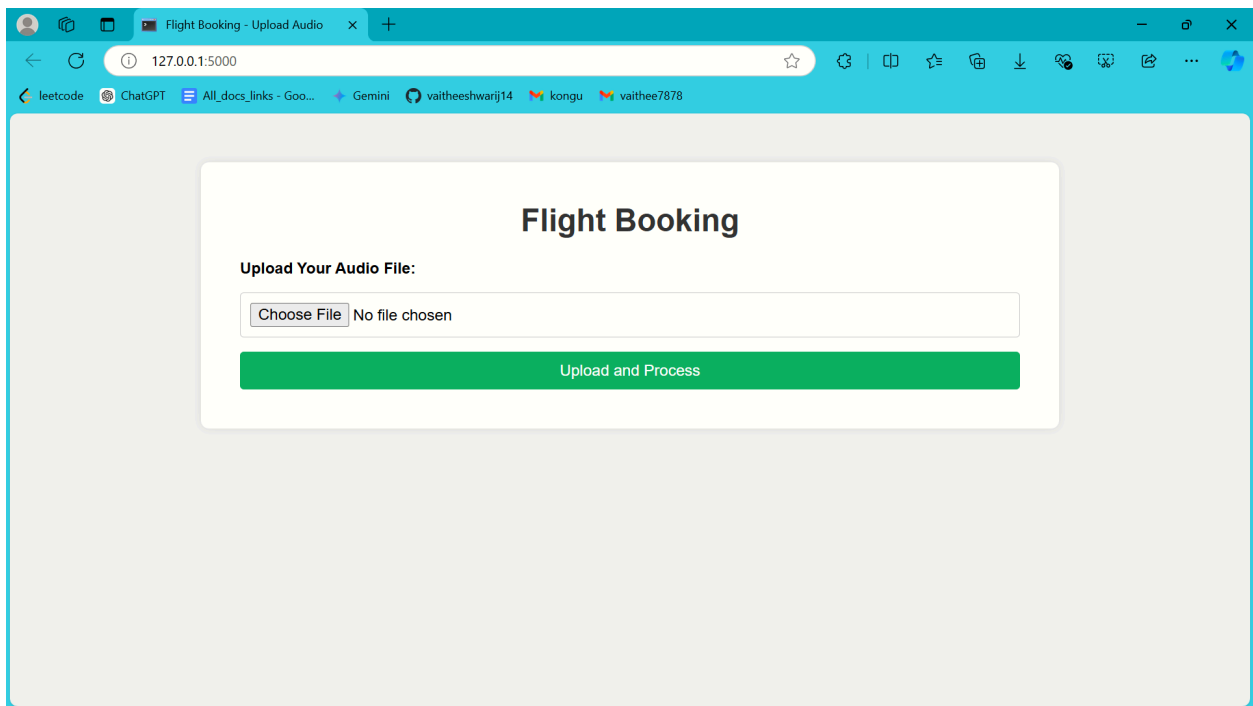 Flight Booking - Upload Audio
127.0.0.1:5000
leetcode ChatGPT All_docs_links - Goo... Gemini vaitheeshwarij14 kongu vaithee7878
Flight Booking
Upload Your Audio File:
Choose File No file chosen
Upload and Process